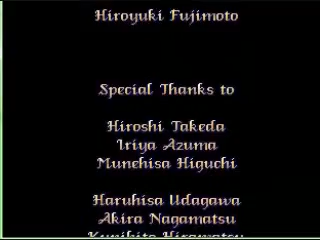 Hiroyuki Fujimoto
Special Thanks to
Hiroshi Takeda
Iriya Azuma
Munehisa Higuchi
Haruhisa Udagawa
Akira Nagamatsu